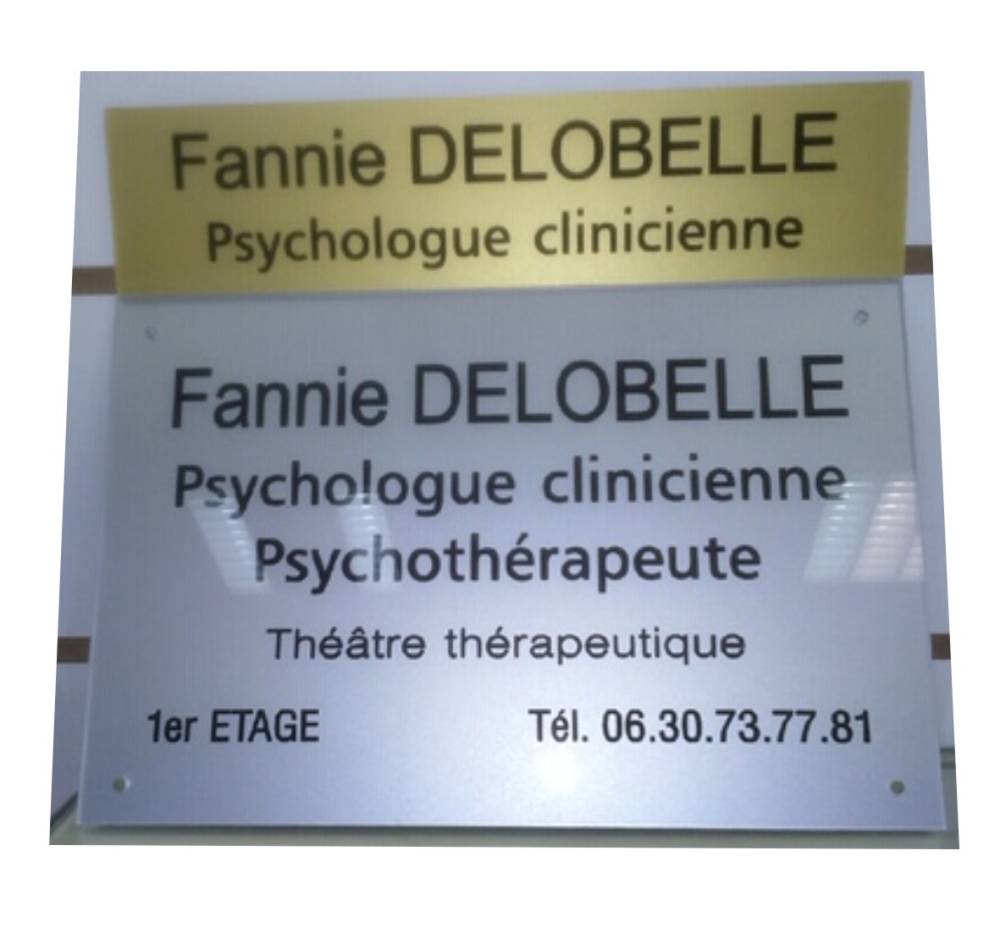 Fannie DELOBELLE
Psychologue clinicienne
Fannie DELOBELLE
Psychologue clinicienne
Psychothérapeute
Théâtre thérapeutique
1er ETAGE Tél. 06.30.73.77.81